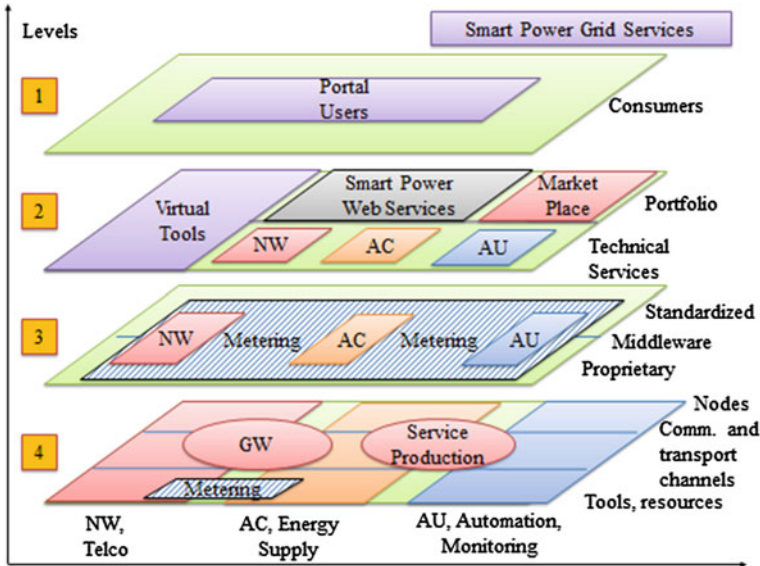 Levels
Smart Power Grid Services
1
Portal
Users
Consumers
2
Virtual
Tools
Smart Power
Web Services
Market
Place
Portfolio
NW
AC
AU
Technical
Services
3
NW
Metering
AC
Metering
AU
Standardized
Middleware
Proprietary
4
GW
Service
Production
Metering
Nodes
Comm. and
transport
channels
Tools, resources
NW,
Telco
AC, Energy
Supply
AU, Automation,
Monitoring